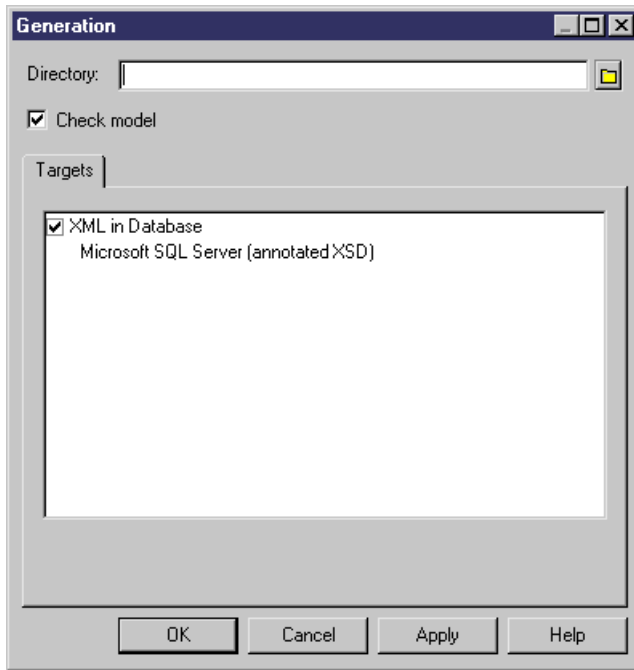 Generation
Directory:
Check model
Targets
XML in Database
Microsoft SQL Server (annotated XSD)
OK Cancel Apply Help